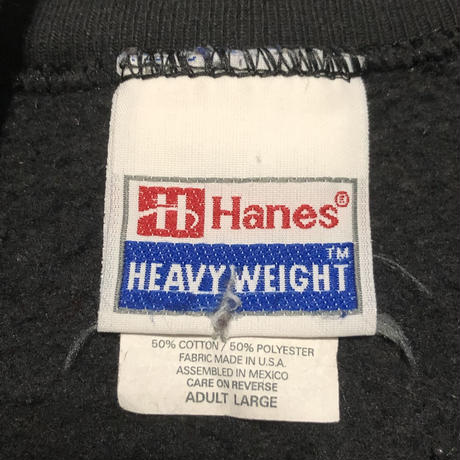 H Hanes®
HEAVYWEIGHT™
50% COTTON / 50% POLYESTER
FABRIC MADE IN U.S.A.
ASSEMBLED IN MEXICO
CARE ON REVERSE
ADULT LARGE